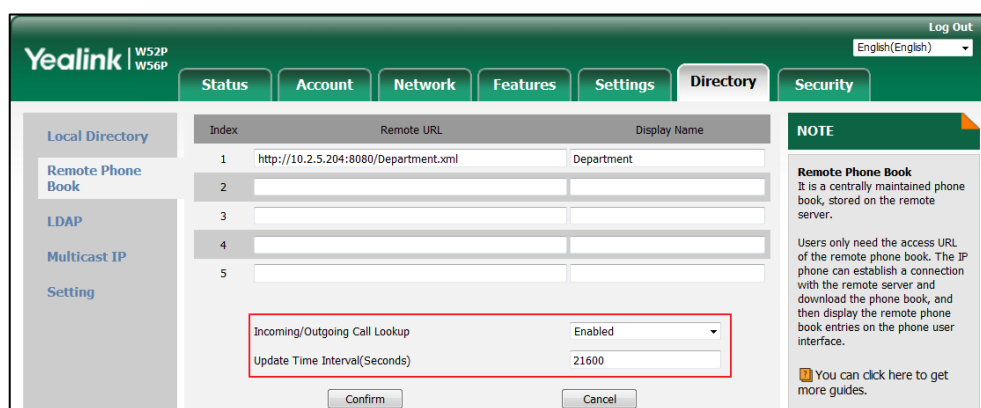 Log Out
Yealink W52P W56P
English(English)
Status Account Network Features Settings Directory Security
Local Directory
Remote Phone
Book
LDAP
Multicast IP
Setting
Index Remote URL Display Name
1 http://10.2.5.204:8080/Department.xml Department
2
3
4
5
Incoming/Outgoing Call Lookup Enabled
Update Time Interval(Seconds) 21600
Confirm Cancel
NOTE
Remote Phone Book
It is a centrally maintained phone
book, stored on the remote
server.
Users only need the access URL
of the remote phone book. The IP
phone can establish a connection
with the remote server and
download the phone book, and
then display the remote phone
book entries on the phone user
interface.
You can click here to get
more guides.